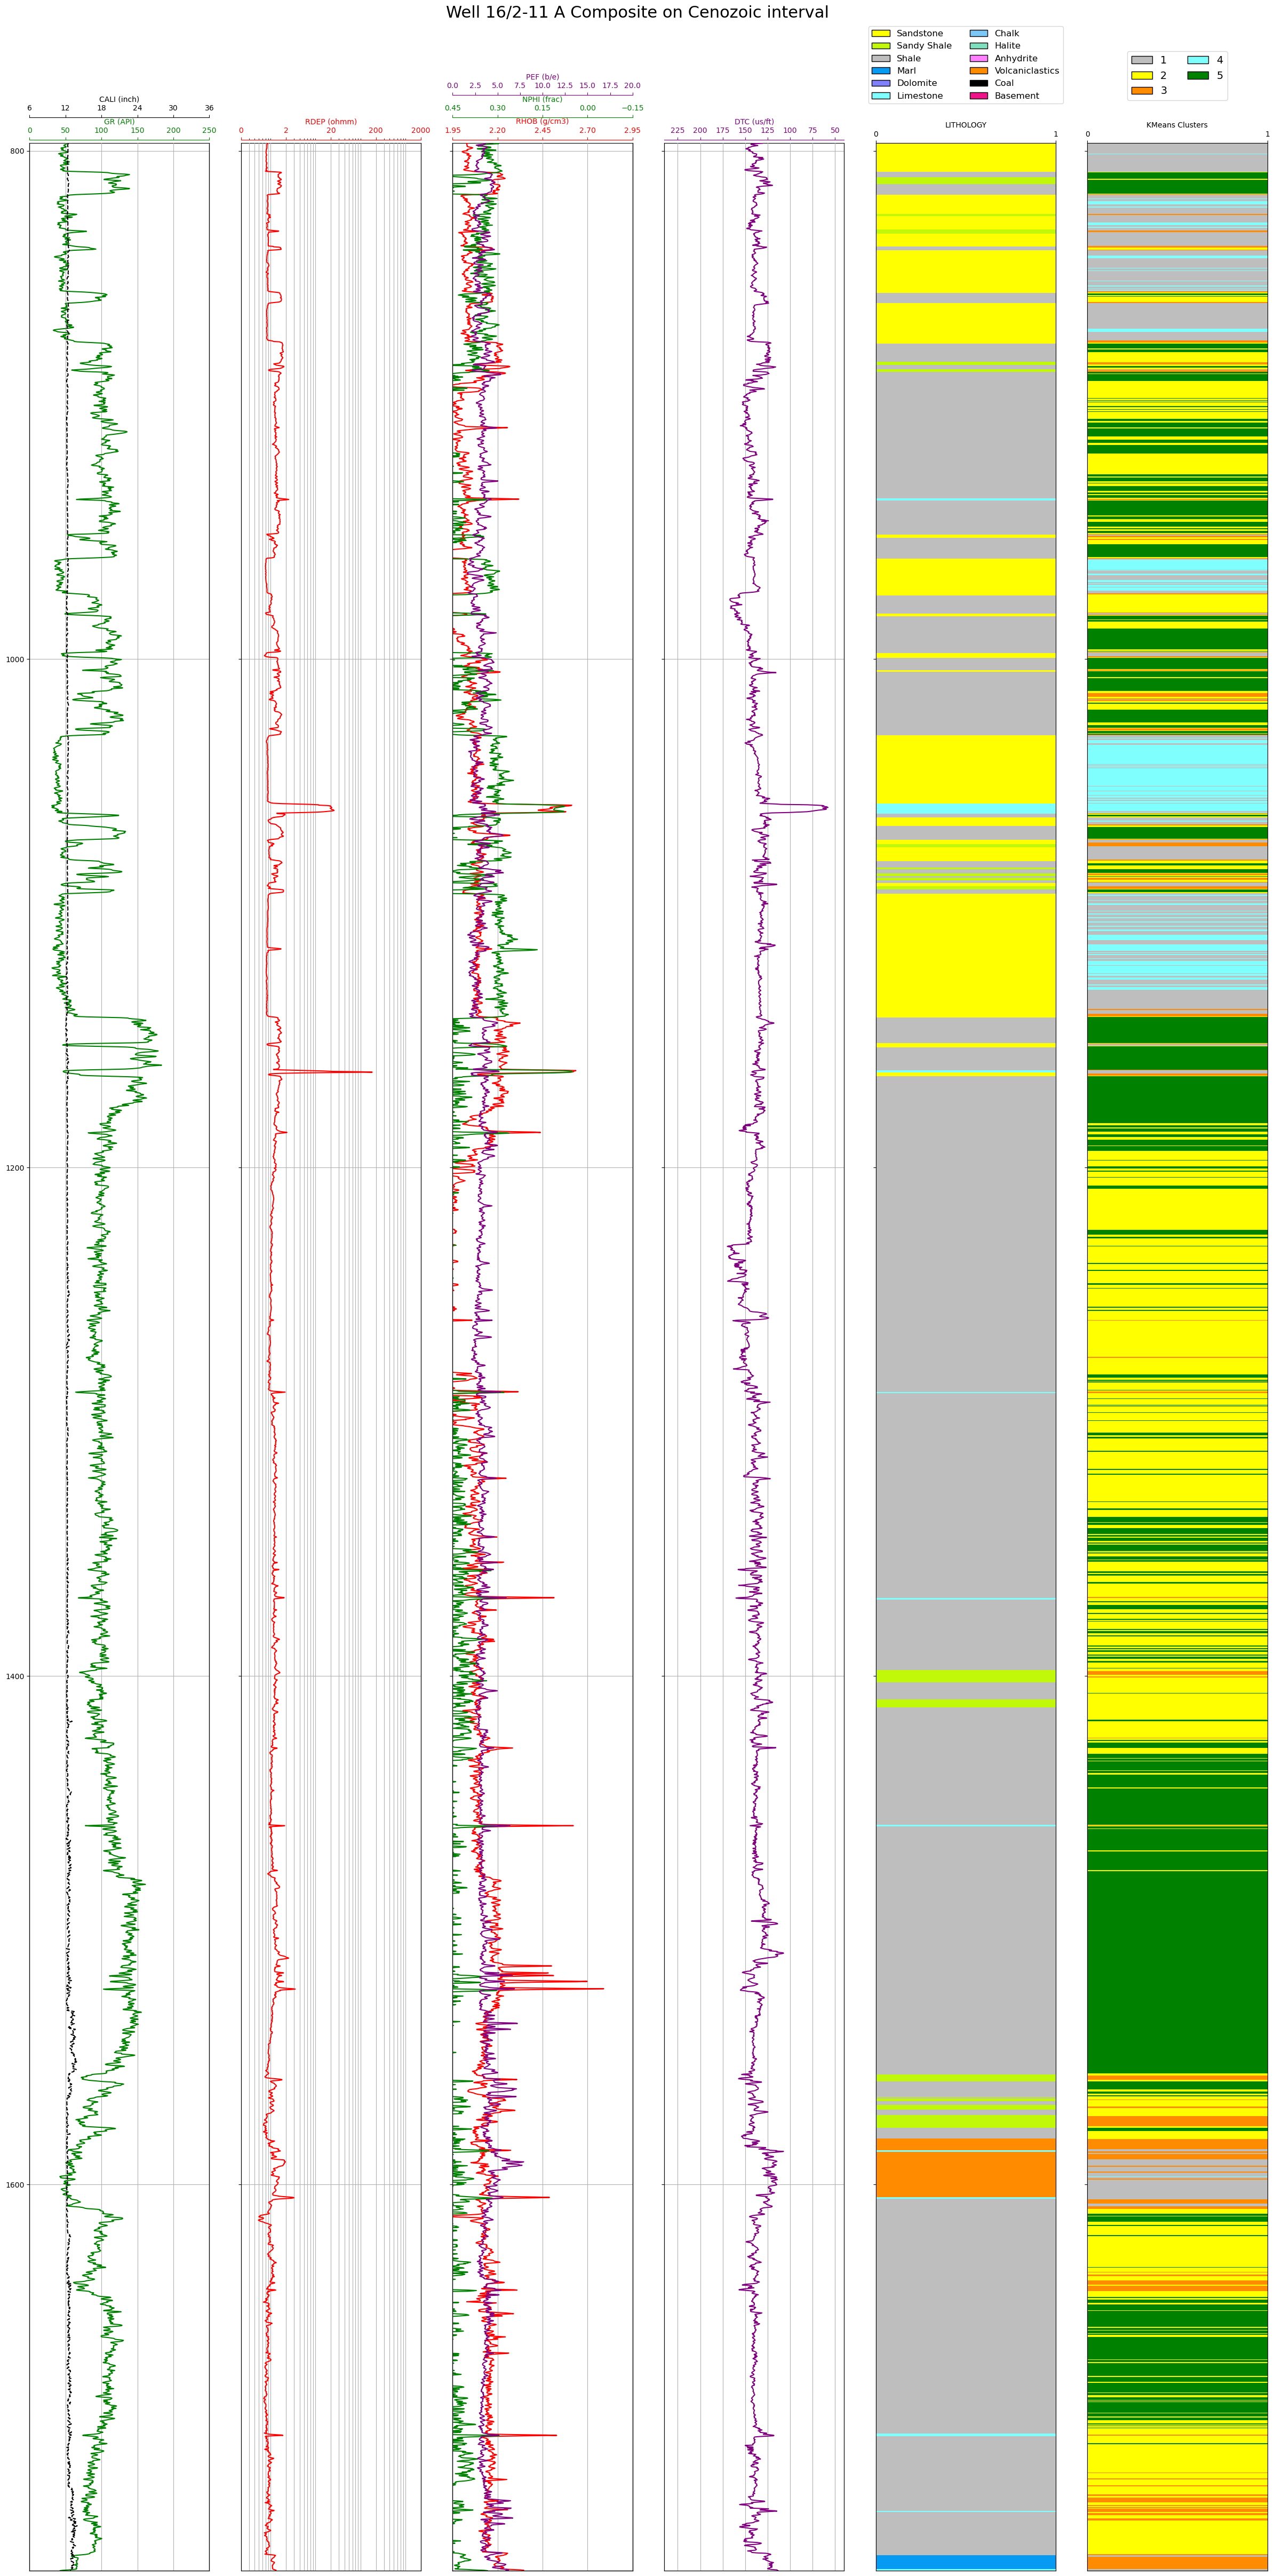 Well 16/2-11 A Composite on Cenozoic interval
Sandstone Chalk
Sandy Shale Halite
Shale Anhydrite
Marl Volcaniclastics
Dolomite Coal
Limestone Basement
1 4
2 5
3
PEF (b/e)
0.0 2.5 5.0 7.5 10.0 12.5 15.0 17.5 20.0
CALI (inch)
NPHI (frac)
6 12 18 24 30 36
0.45 0.30 0.15 0.00 −0.15
GR (API)
RDEP (ohmm)
RHOB (g/cm3)
DTC (us/ft)
LITHOLOGY
KMeans Clusters
0 50 100 150 200 250
0 2 20 200 2000
1.95 2.20 2.45 2.70 2.95
225 200 175 150 125 100 75 50
0 1
0 1
800
1000
1200
1400
1600